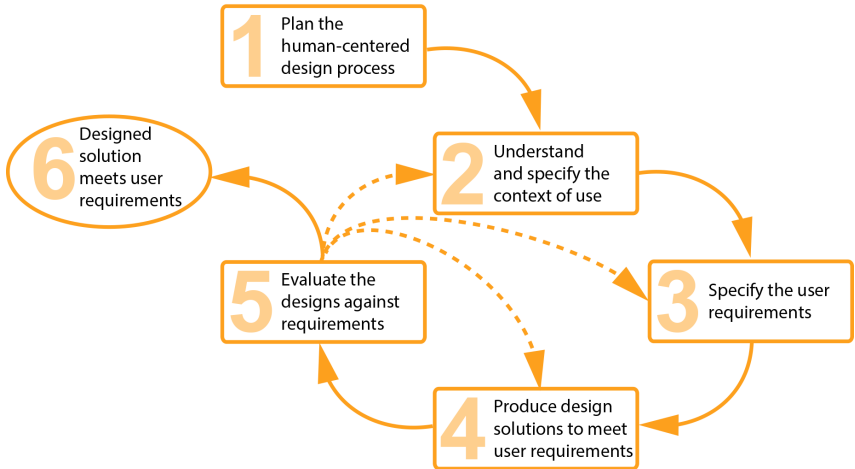 1
Plan the
human-centered
design process
2
Understand
and specify the
context of use
3
Specify the user
requirements
4
Produce design
solutions to meet
user requirements
5
Evaluate the
designs against
requirements
6
Designed
solution
meets user
requirements